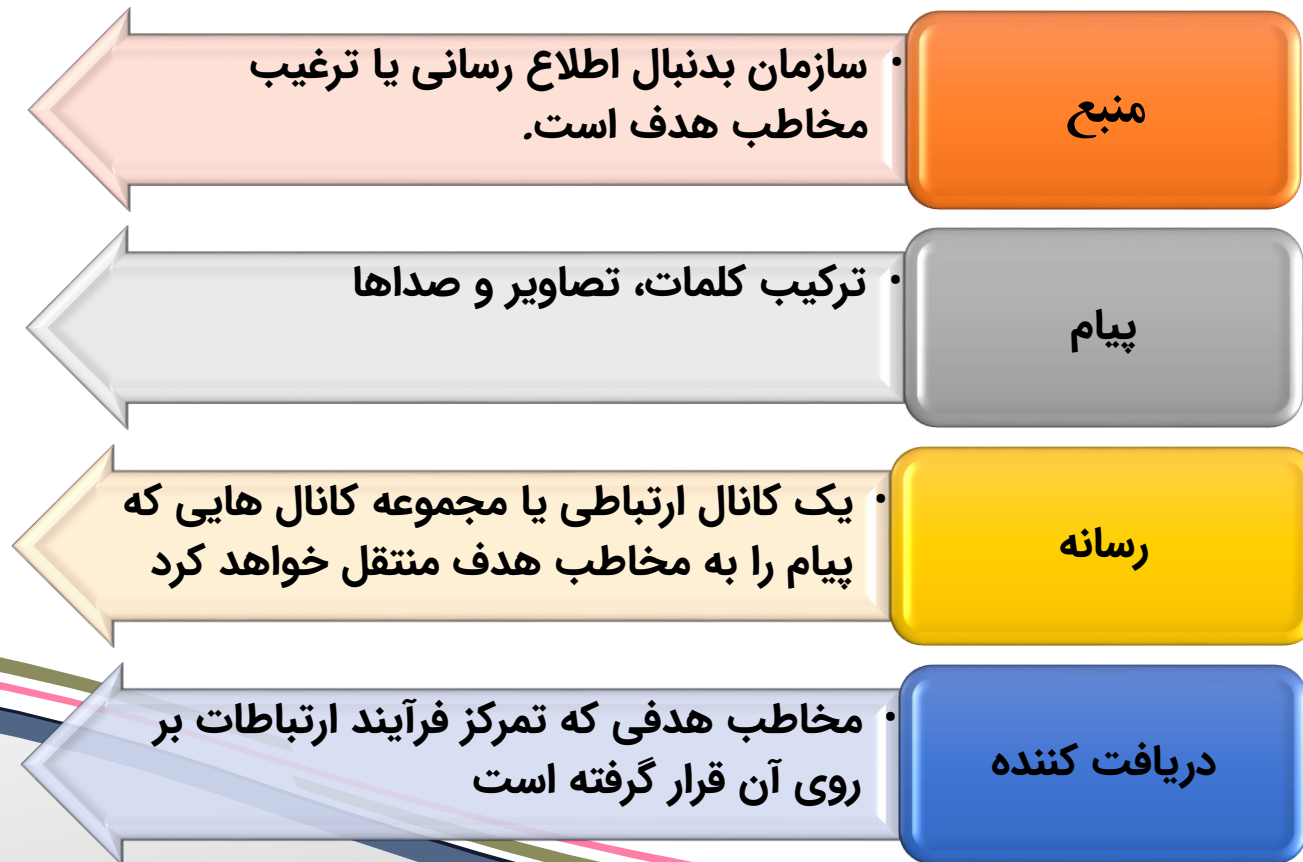 منبع
• سازمان بدنبال اطلاع رسانی یا ترغیب
مخاطب هدف است.
پیام
• ترکیب کلمات، تصاویر و صداها
رسانه
• یک کانال ارتباطی یا مجموعه کانال هایی که
پیام را به مخاطب هدف منتقل خواهد کرد
دریافت کننده
• مخاطب هدفی که تمرکز فرآیند ارتباطات بر
روی آن قرار گرفته است